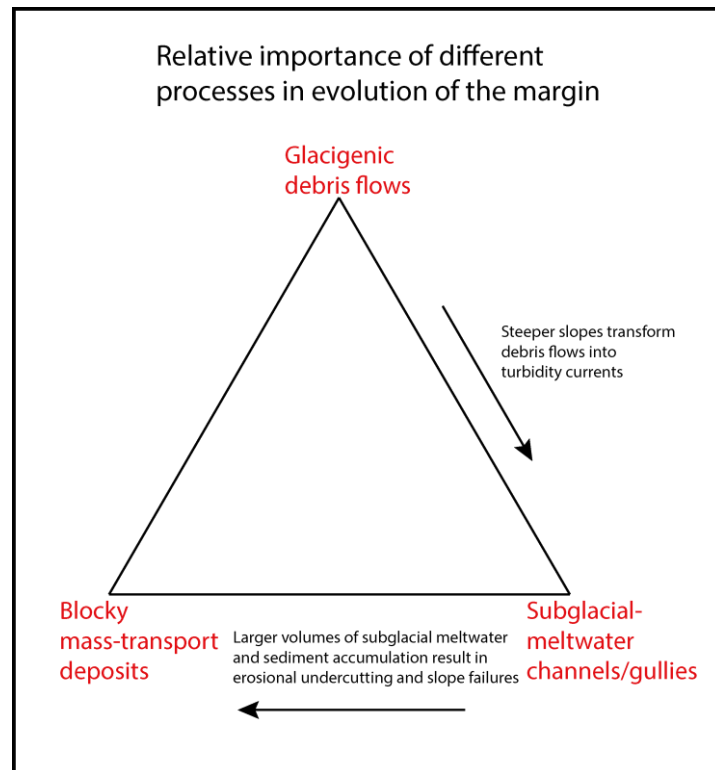 Relative importance of different
processes in evolution of the margin
Glacigenic
debris flows
Steeper slopes transform
debris flows into
turbidity currents
Blocky
mass-transport
deposits
Larger volumes of subglacial meltwater
and sediment accumulation result in
erosional undercutting and slope failures
Subglacial-
meltwater
channels/gullies